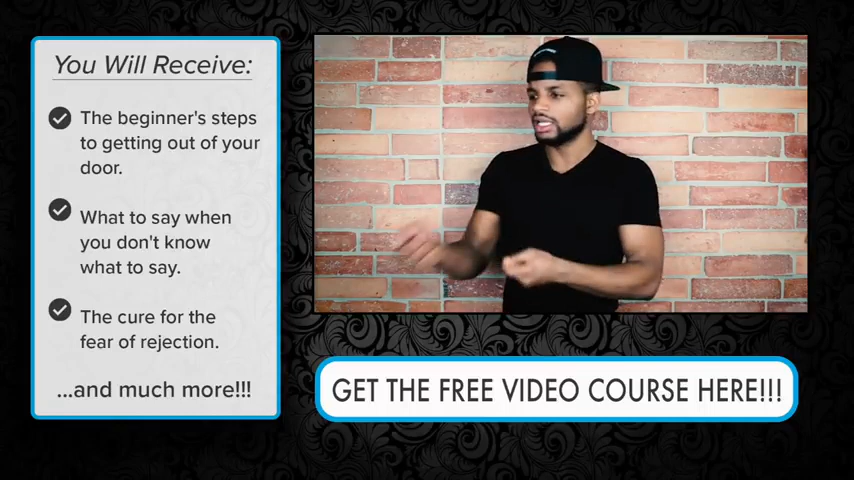 You Will Receive:
The beginner's steps
to getting out of your
door.
What to say when
you don't know
what to say.
The cure for the
fear of rejection.
...and much more!!!
GET THE FREE VIDEO COURSE HERE!!!